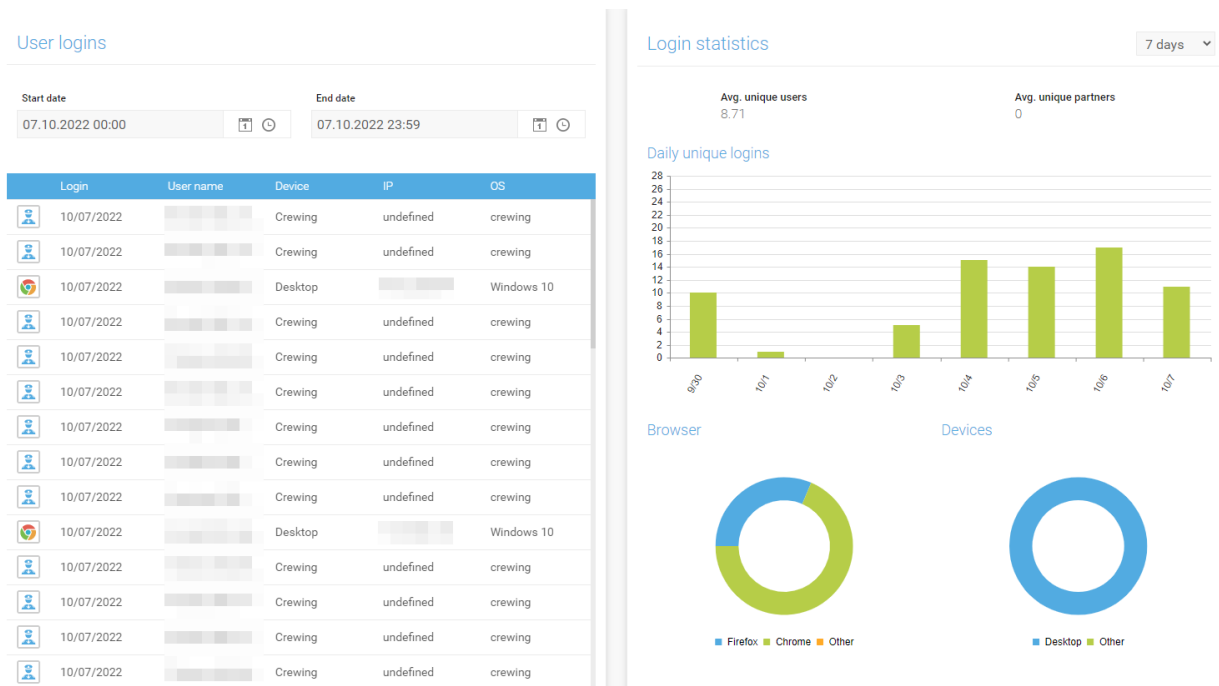 User logins
Start date End date
07.10.2022 00:00 07.10.2022 23:59
Login User name Device IP OS
10/07/2022 Crewing undefined crewing
10/07/2022 Crewing undefined crewing
10/07/2022 Desktop Windows 10
10/07/2022 Crewing undefined crewing
10/07/2022 Crewing undefined crewing
10/07/2022 Crewing undefined crewing
10/07/2022 Crewing undefined crewing
10/07/2022 Crewing undefined crewing
10/07/2022 Crewing undefined crewing
10/07/2022 Desktop Windows 10
10/07/2022 Crewing undefined crewing
10/07/2022 Crewing undefined crewing
10/07/2022 Crewing undefined crewing
10/07/2022 Crewing undefined crewing
Login statistics 7 days
Avg. unique users Avg. unique partners
8.71 0
Daily unique logins
28
26
24
22
20
18
16
14
12
10
8
6
4
2
0
9/30 10/1 10/2 10/3 10/4 10/5 10/6 10/7
Browser Devices
Firefox Chrome Other Desktop Other